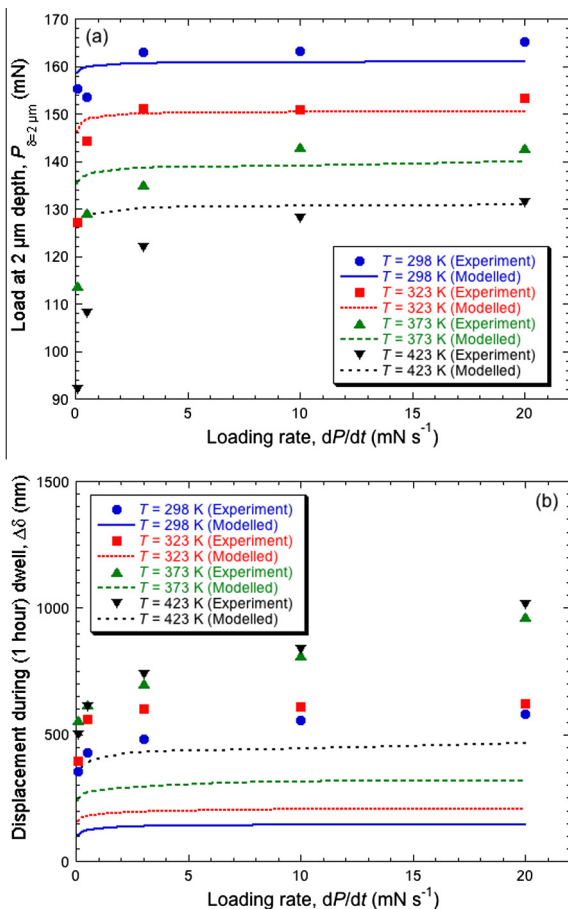 (a)
170
160
150
140
130
120
110
100
90
Load at 2 μm depth, P δ=2 μm (mN)
T = 298 K (Experiment)
T = 298 K (Modelled)
T = 323 K (Experiment)
T = 323 K (Modelled)
T = 373 K (Experiment)
T = 373 K (Modelled)
T = 423 K (Experiment)
T = 423 K (Modelled)
0 5 10 15 20
Loading rate, dP/dt (mN s⁻¹)
(b)
1500
1000
500
0
Displacement during (1 hour) dwell, Δδ (nm)
T = 298 K (Experiment)
T = 298 K (Modelled)
T = 323 K (Experiment)
T = 323 K (Modelled)
T = 373 K (Experiment)
T = 373 K (Modelled)
T = 423 K (Experiment)
T = 423 K (Modelled)
0 5 10 15 20
Loading rate, dP/dt (mN s⁻¹)